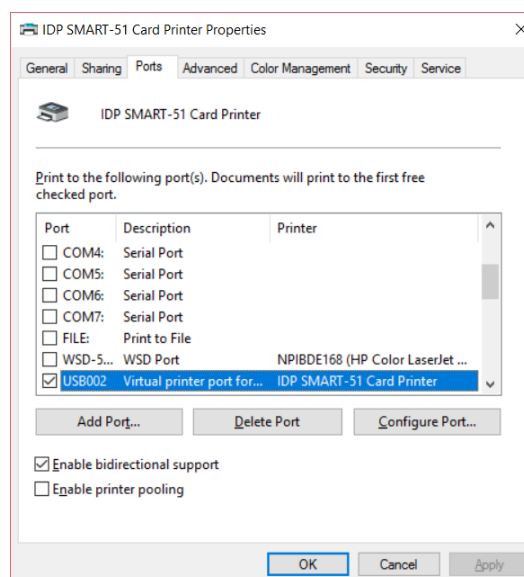 IDP SMART-51 Card Printer Properties
General Sharing Ports Advanced Color Management Security Service
IDP SMART-51 Card Printer
Print to the following port(s). Documents will print to the first free
checked port.
Port Description Printer
COM4: Serial Port
COM5: Serial Port
COM6: Serial Port
COM7: Serial Port
FILE: Print to File
WSD-5... WSD Port NPIBDE168 (HP Color LaserJet ...
USB002 Virtual printer port for... IDP SMART-51 Card Printer
Add Port... Delete Port Configure Port...
Enable bidirectional support
Enable printer pooling
OK Cancel Apply